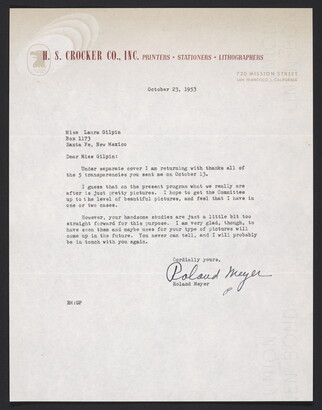 H. S. CROCKER CO., INC. PRINTERS • STATIONERS • LITHOGRAPHERS
720 MISSION STREET
SAN FRANCISCO 1, CALIFORNIA
October 23, 1953
Miss Laura Gilpin
Box 1173
Santa Fe, New Mexico
Dear Miss Gilpin:
Under separate cover I am returning with thanks all of
the 5 transparencies you sent me on October 13.
I guess that on the present program what we really are
after is just pretty pictures. I hope to get the Committee
up to the level of beautiful pictures, and feel that I have in
one or two cases.
However, your handsome studies are just a little bit too
straight forward for this purpose. I am very glad, though, to
have seen them and maybe uses for your type of pictures will
come up in the future. You never can tell, and I will probably
be in touch with you again.
Cordially yours,
Roland Meyer
Roland Meyer
RM:GP